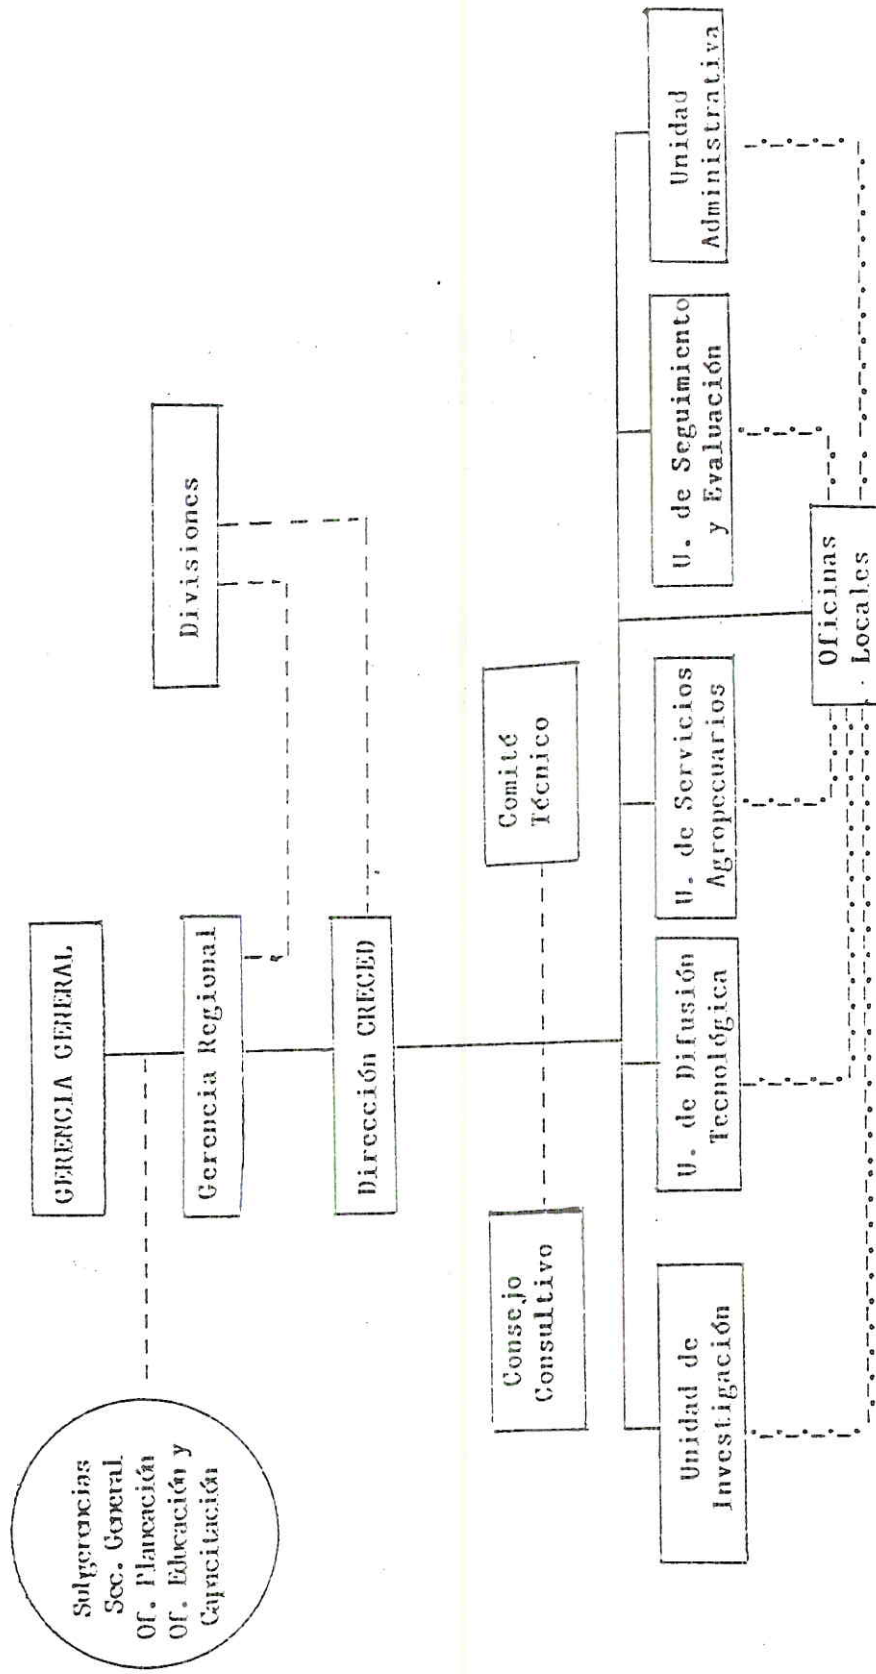 GERENCIA GENERAL
Subgerencias
Sec. General
Of. Planeación
Of. Educación y
Capacitación
Gerencia Regional
Divisiones
Dirección CRECED
Consejo
Consultivo
Comité
Técnico
Unidad de
Investigación
U. de Difusión
Tecnológica
U. de Servicios
Agropecuarios
U. de Seguimiento
y Evaluación
Unidad
Administrativa
Oficinas
Locales